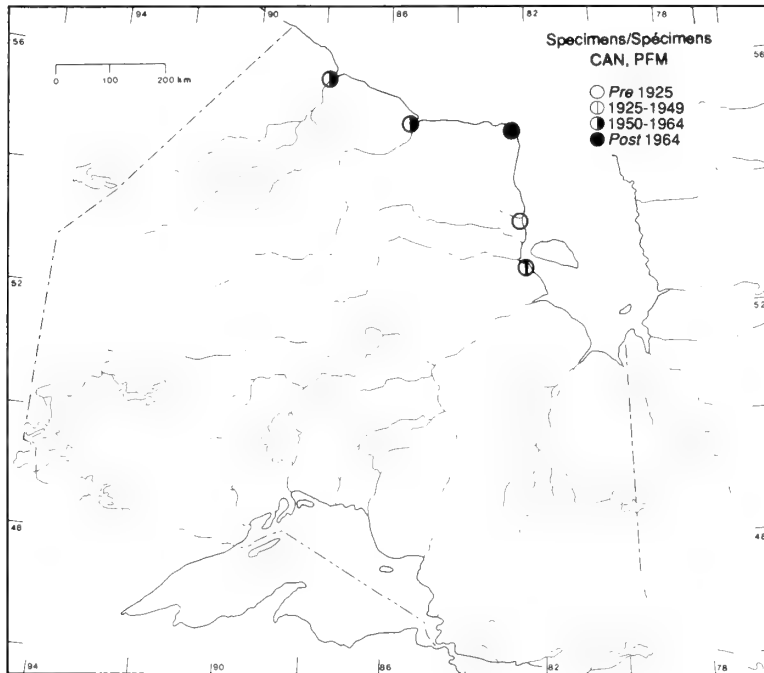 94 90 86 82 78
56 56
Specimens/Spécimens
CAN, PFM
0 100 200 km
Pre 1925
1925-1949
1950-1964
Post 1964
52 52
48 48
94 90 86 82 78